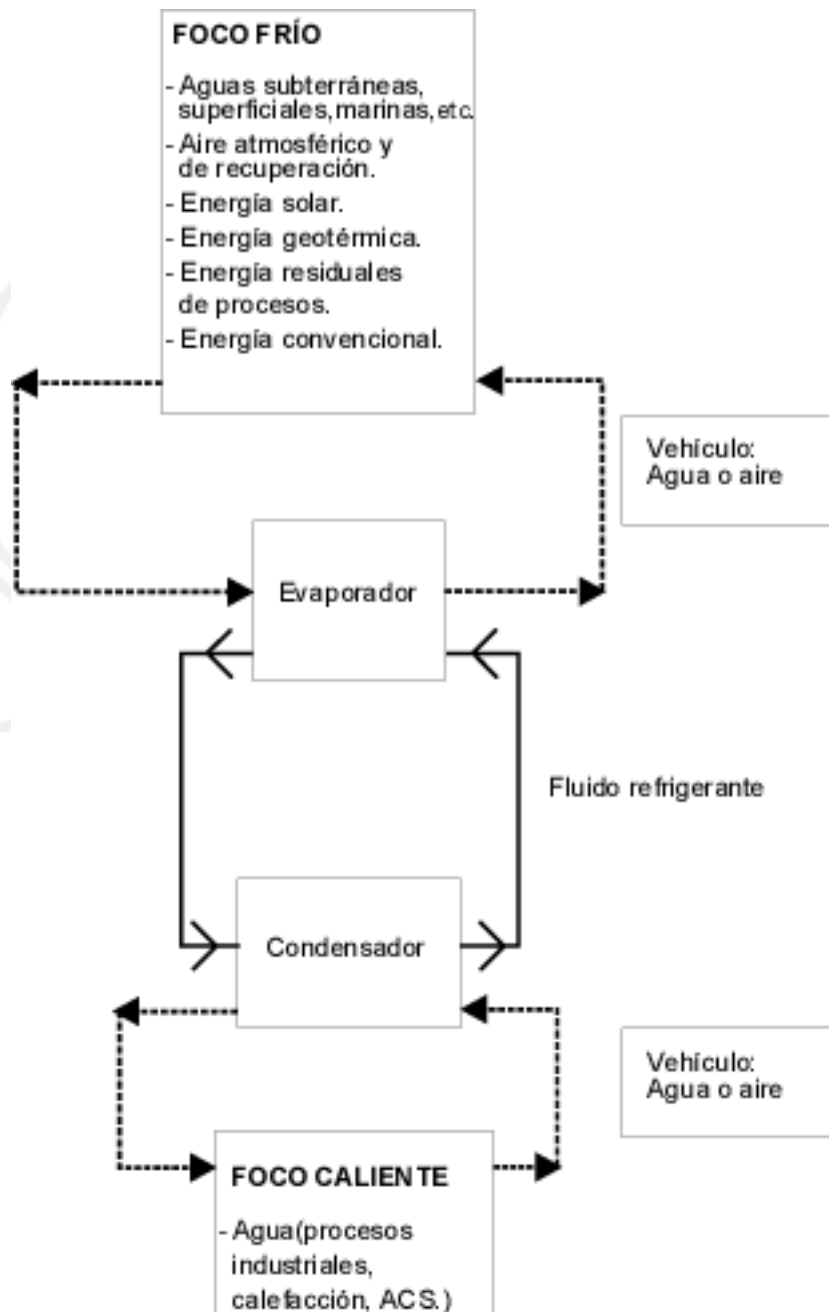 FOCO FRÍO
- Aguas subterráneas,
superficiales, marinas, etc.
- Aire atmosférico y
de recuperación.
- Energía solar.
- Energía geotérmica.
- Energía residuales
de procesos.
- Energía convencional.
Vehículo:
Agua o aire
Evaporador
Fluido refrigerante
Condensador
Vehículo:
Agua o aire
FOCO CALIENTE
- Agua(procesos
industriales,
calefacción, ACS.)